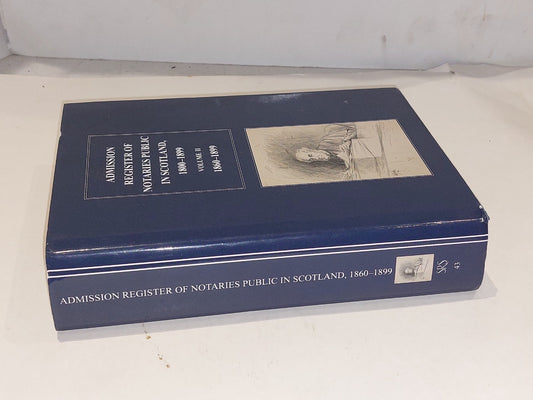 ADMISSION
REGISTER OF
NOTARIES PUBLIC
IN SCOTLAND,
1800–1899
VOLUME II
1860–1899
ADMISSION REGISTER OF NOTARIES PUBLIC IN SCOTLAND, 1860–1899
SRS
43